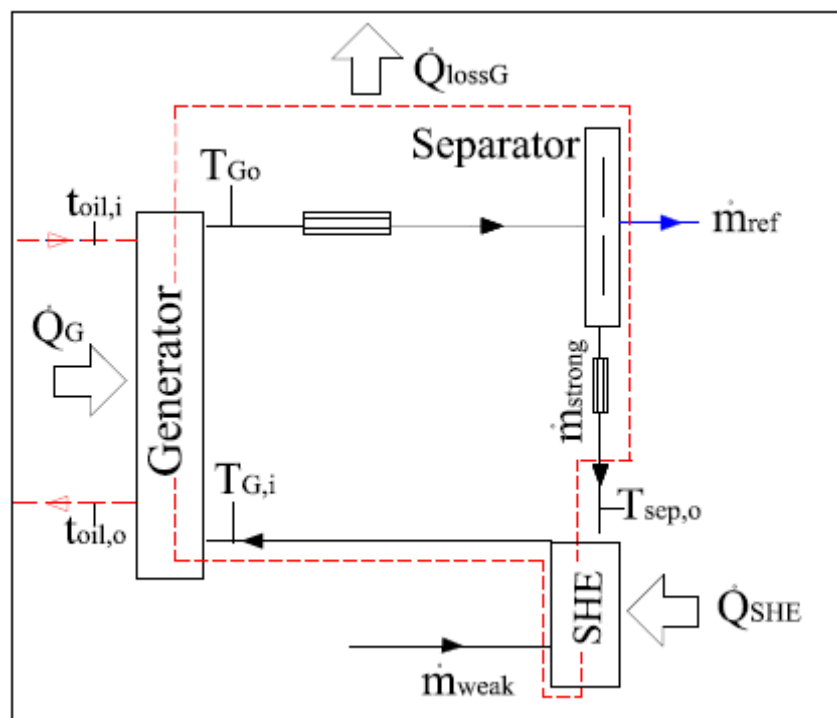 Q̇lossG
Separator
TGo
toil,i
ṁref
Q̇G
Generator
ṁstrong
TG,i
toil,o
Tsep,o
SHE
Q̇SHE
ṁweak